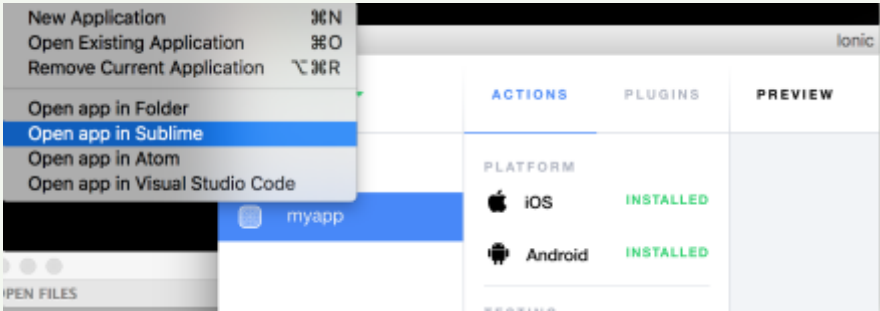 New Application ⌘N
Open Existing Application ⌘O
Remove Current Application ⌥⌘R
Open app in Folder
Open app in Sublime
Open app in Atom
Open app in Visual Studio Code
Ionic
ACTIONS PLUGINS PREVIEW
PLATFORM
iOS INSTALLED
myapp
Android INSTALLED
OPEN FILES
TESTING